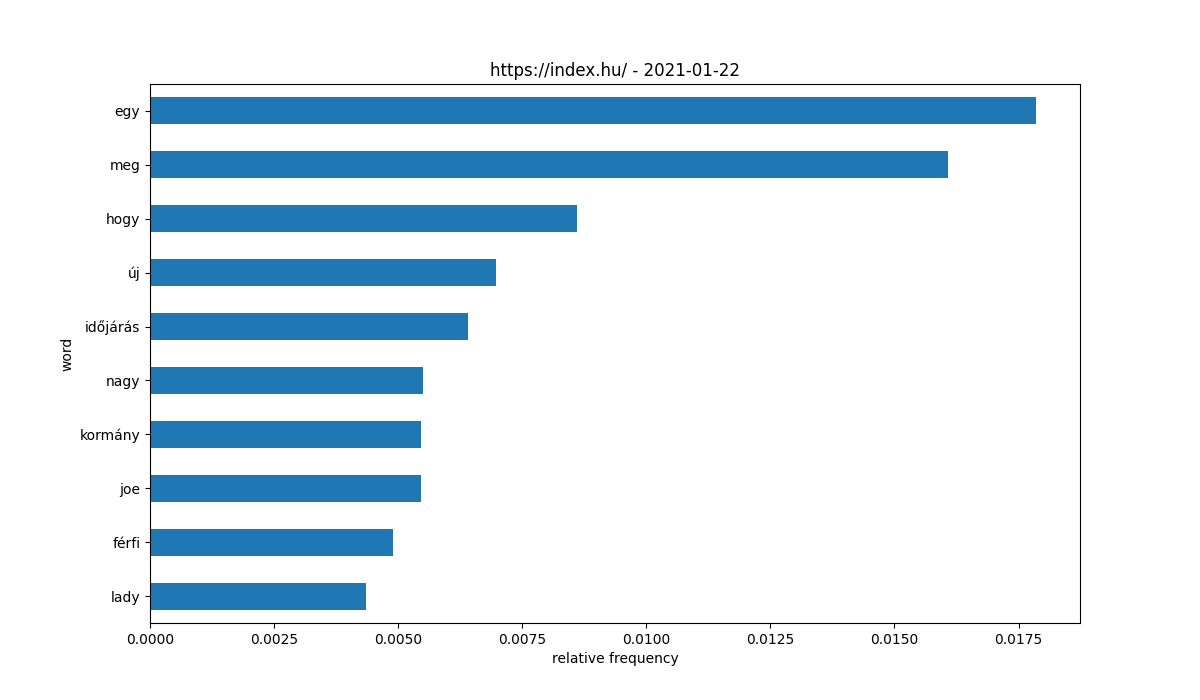 https://index.hu/ - 2021-01-22
egy
meg
hogy
új
időjárás
nagy
kormány
joe
férfi
lady
word
0.0000 0.0025 0.0050 0.0075 0.0100 0.0125 0.0150 0.0175
relative frequency